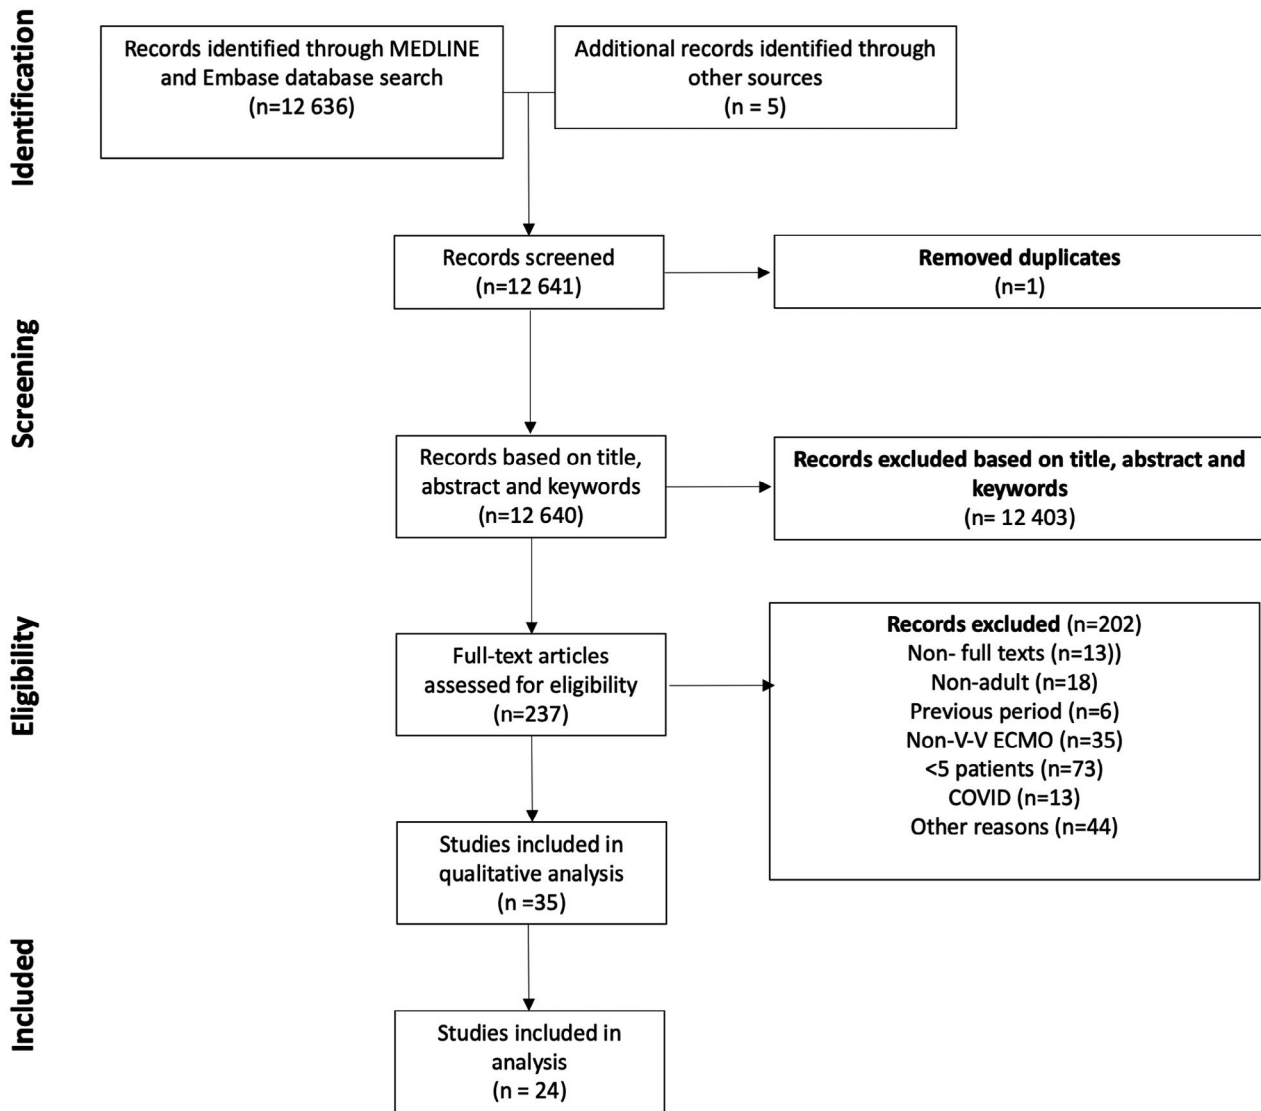 Identification
Records identified through MEDLINE
and Embase database search
(n=12 636)
Additional records identified through
other sources
(n = 5)
Screening
Records screened
(n=12 641)
Removed duplicates
(n=1)
Records based on title,
abstract and keywords
(n=12 640)
Records excluded based on title, abstract and
keywords
(n= 12 403)
Eligibility
Full-text articles
assessed for eligibility
(n=237)
Records excluded (n=202)
Non- full texts (n=13))
Non-adult (n=18)
Previous period (n=6)
Non-V-V ECMO (n=35)
<5 patients (n=73)
COVID (n=13)
Other reasons (n=44)
Studies included in
qualitative analysis
(n =35)
Included
Studies included in
analysis
(n = 24)